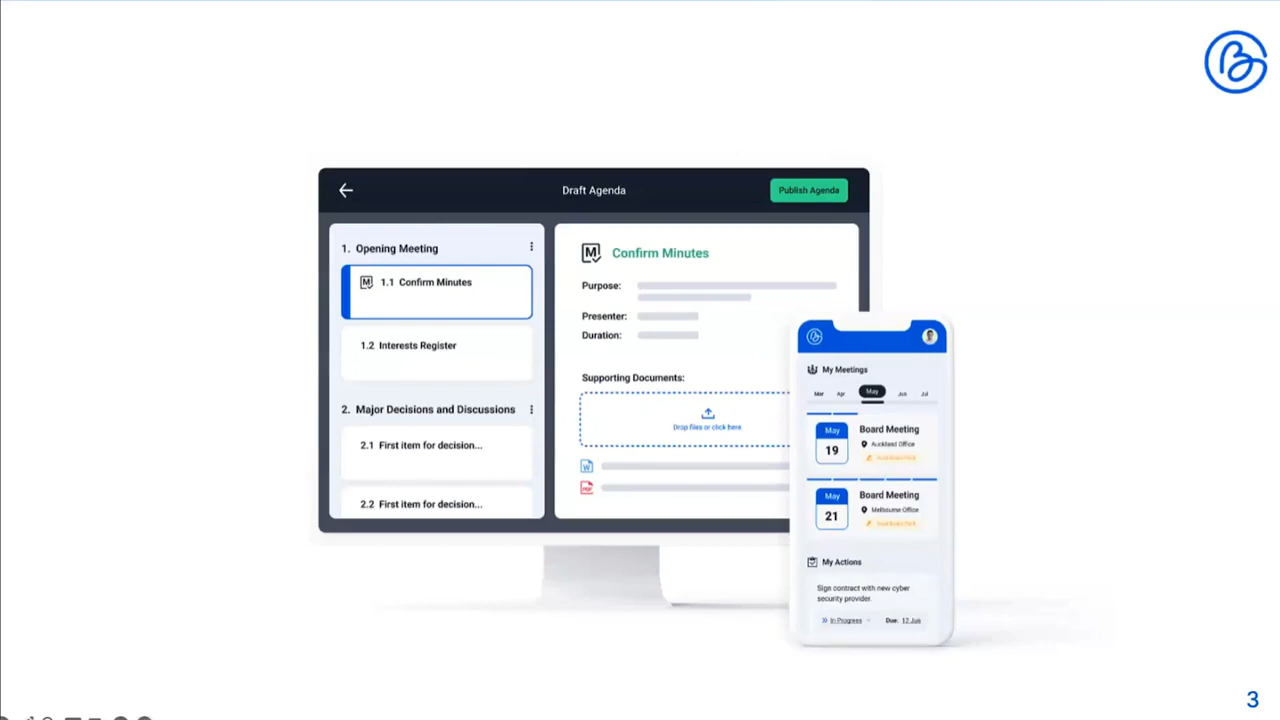 Draft Agenda
Publish Agenda
1. Opening Meeting
1.1 Confirm Minutes
1.2 Interests Register
2. Major Decisions and Discussions
2.1 First item for decision...
2.2 First item for decision...
Confirm Minutes
Purpose:
Presenter:
Duration:
Supporting Documents:
Drop files or click here
W
PDF
My Meetings
Mar Apr May Jun Jul
May
19
Board Meeting
Auckland Office
May
21
Board Meeting
Melbourne Office
My Actions
Sign contract with new cyber
security provider.
In Progress Due: 12 Jun
3